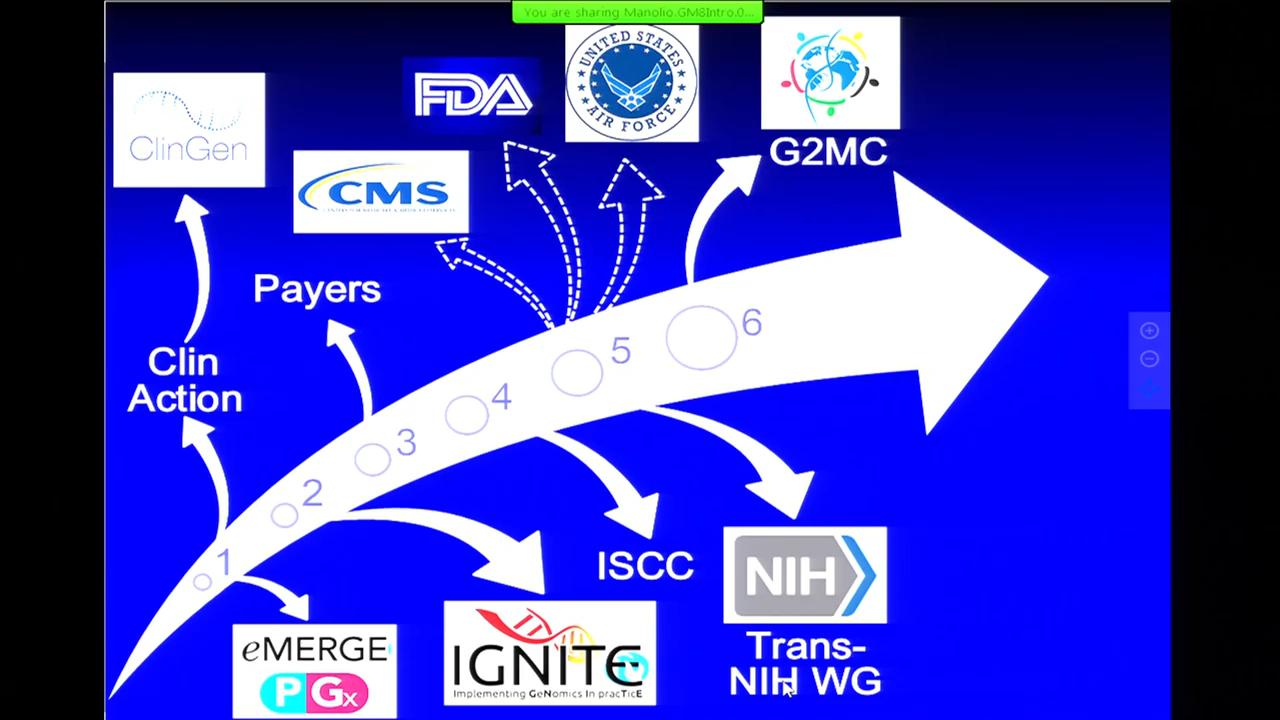 You are sharing Manolio.GM8Intro.0...
UNITED STATES
AIR FORCE
FDA
ClinGen
G2MC
CMS
Payers
Clin
Action
6
5
4
3
2
1
ISCC
NIH
Trans-
NIH WG
eMERGE
PGx
IGNITE
Implementing GeNomics In pracTicE